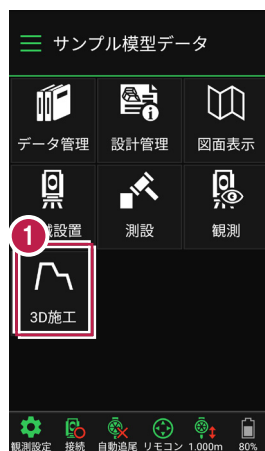 サンプル模型データ
データ管理 設計管理 図面表示
械設置 測設 観測
1
3D施工
観測設定 接続 自動追尾 リモコン 1.000m 80%